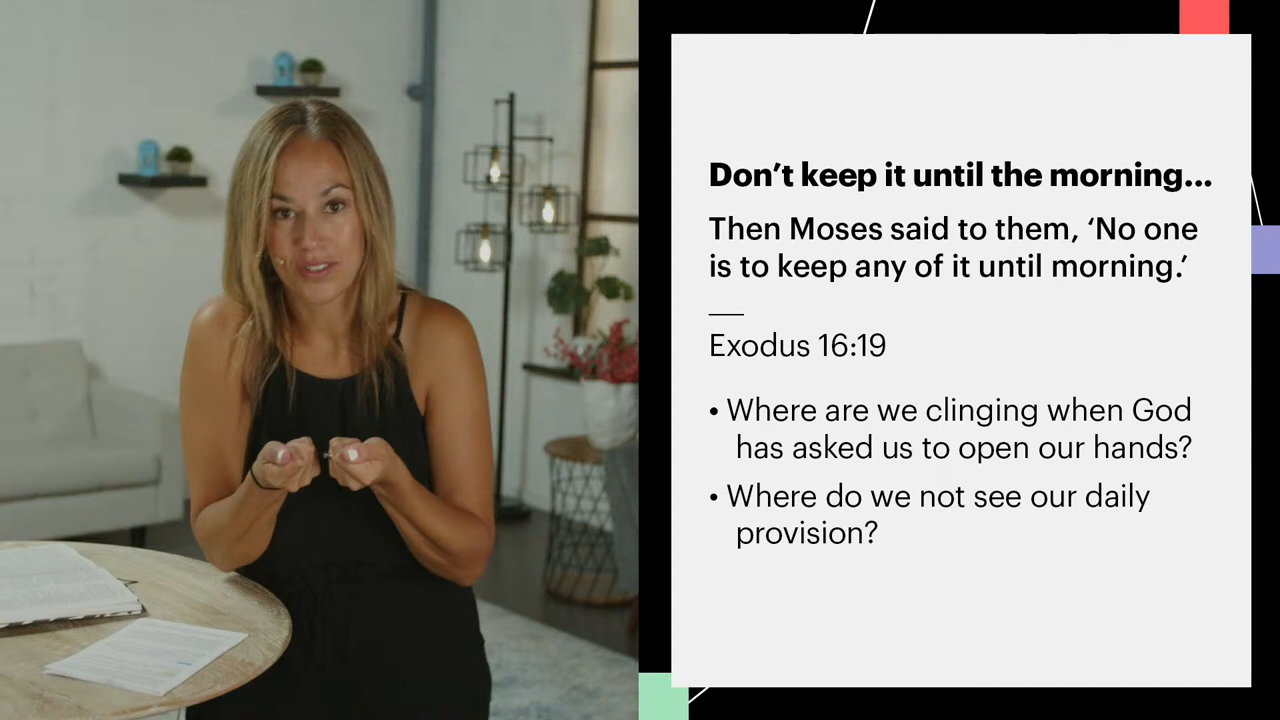 Don’t keep it until the morning...
Then Moses said to them, ‘No one
is to keep any of it until morning.’
Exodus 16:19
• Where are we clinging when God
has asked us to open our hands?
• Where do we not see our daily
provision?